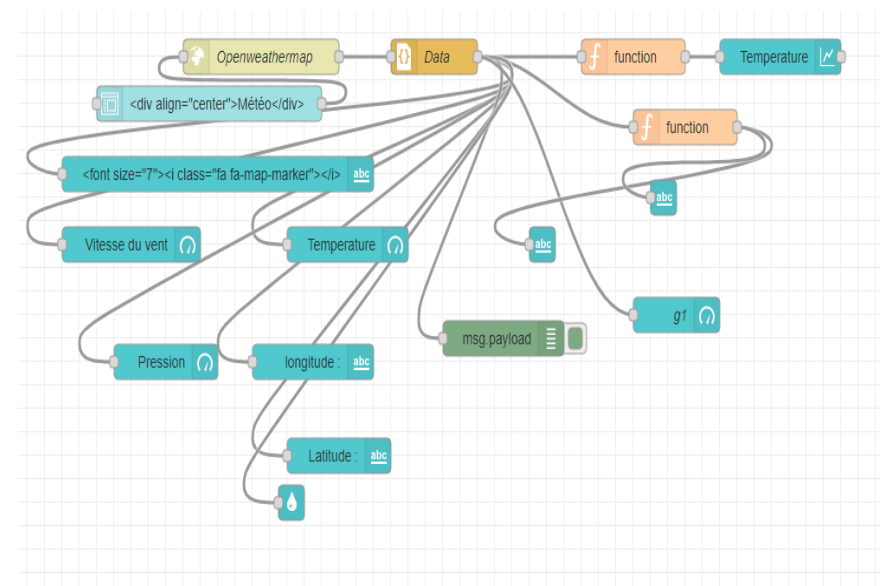 Openweathermap
Data
function
Temperature
<div align="center">Météo</div>
function
<font size="7"><i class="fa fa-map-marker"></i>
abc
abc
Vitesse du vent
Temperature
abc
g1
msg.payload
Pression
longitude :
abc
Latitude :
abc